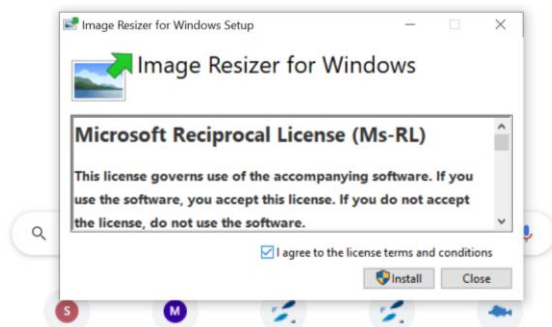 Image Resizer for Windows Setup
Image Resizer for Windows
Microsoft Reciprocal License (Ms-RL)
This license governs use of the accompanying software. If you
use the software, you accept this license. If you do not accept
the license, do not use the software.
I agree to the license terms and conditions
Install Close
S M